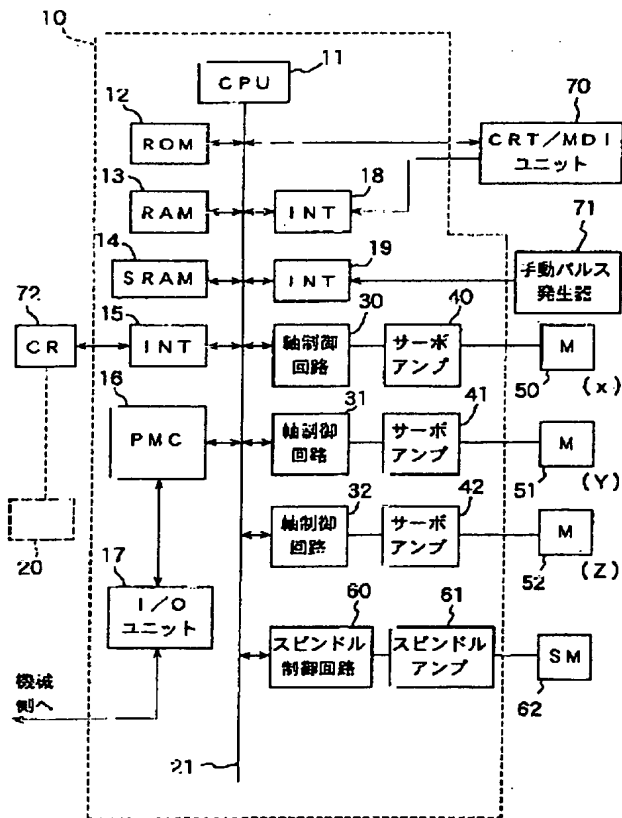 10
11
CPU
12
ROM
70
CRT/MDI
ユニット
13
RAM
18
INT
71
手動パルス
発生器
14
SRAM
19
INT
72
CR
15
INT
30
軸制御
回路
40
サーボ
アンプ
M
50
(x)
16
PMC
31
軸制御
回路
41
サーボ
アンプ
M
51
(Y)
20
32
軸制御
回路
42
サーボ
アンプ
M
52
(Z)
17
I/O
ユニット
60
スピンドル
制御回路
61
スピンドル
アンプ
SM
62
機械
側へ
21